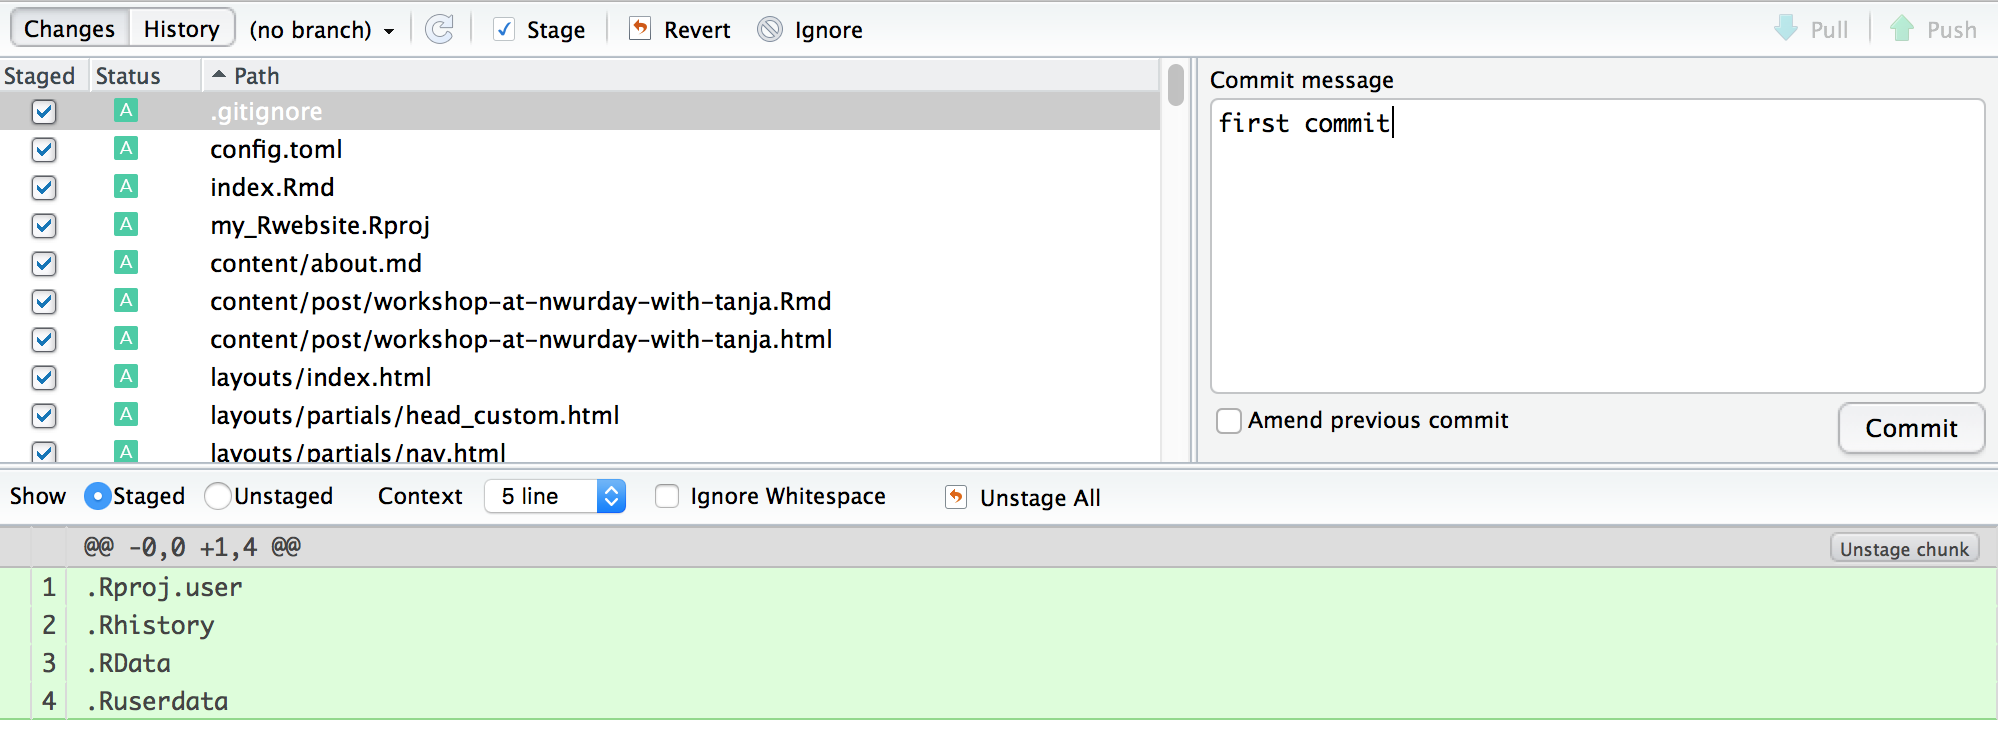 Changes History (no branch) Stage Revert Ignore Pull Push
Staged Status Path
A .gitignore
A config.toml
A index.Rmd
A my_Rwebsite.Rproj
A content/about.md
A content/post/workshop-at-nwurday-with-tanja.Rmd
A content/post/workshop-at-nwurday-with-tanja.html
A layouts/index.html
A layouts/partials/head_custom.html
A layouts/partials/nav.html
Commit message
first commit
Amend previous commit
Commit
Show Staged Unstaged Context 5 line Ignore Whitespace Unstage All
@@ -0,0 +1,4 @@ Unstage chunk
1 .Rproj.user
2 .Rhistory
3 .RData
4 .Ruserdata